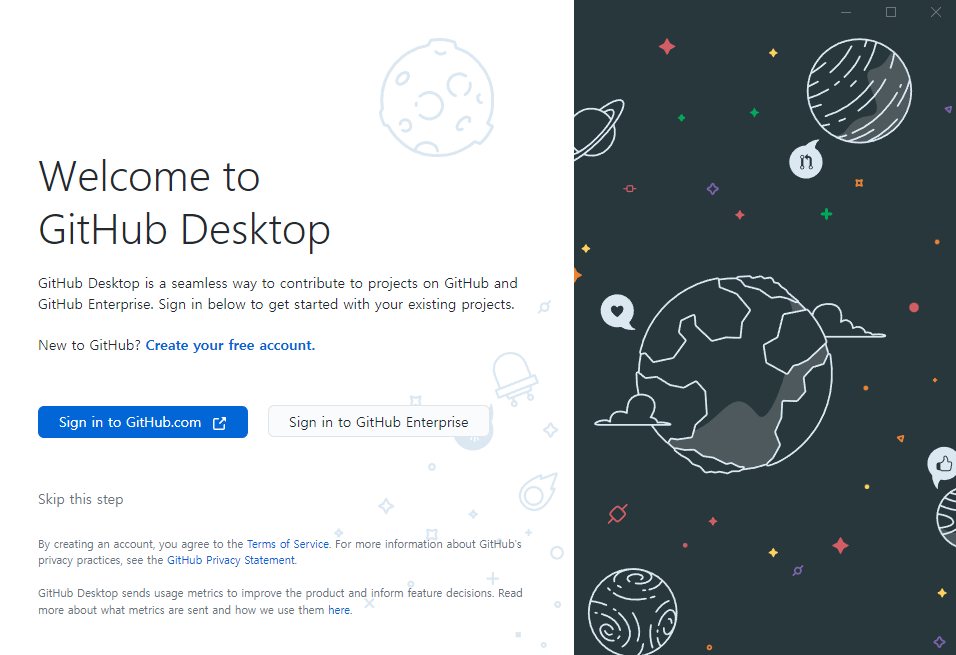 Welcome to
GitHub Desktop
GitHub Desktop is a seamless way to contribute to projects on GitHub and
GitHub Enterprise. Sign in below to get started with your existing projects.
New to GitHub? Create your free account.
Sign in to GitHub.com
Sign in to GitHub Enterprise
Skip this step
By creating an account, you agree to the Terms of Service. For more information about GitHub's
privacy practices, see the GitHub Privacy Statement.
GitHub Desktop sends usage metrics to improve the product and inform feature decisions. Read
more about what metrics are sent and how we use them here.